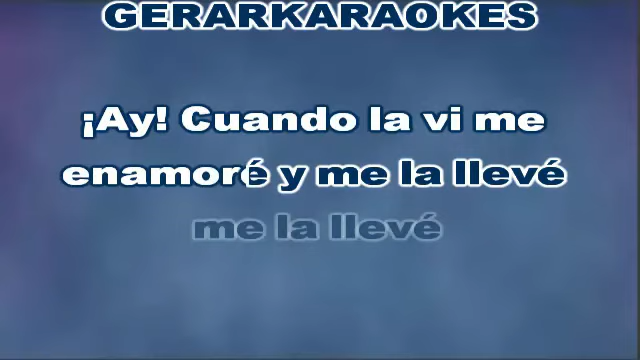 GERARKARAOKES
¡Ay! Cuando la vi me
enamoré y me la llevé
me la llevé